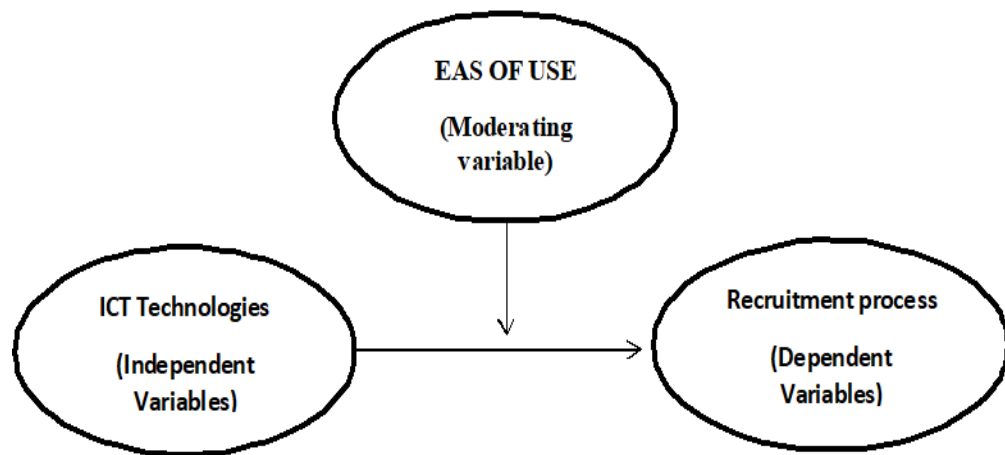 EAS OF USE
(Moderating
variable)
ICT Technologies
(Independent
Variables)
Recruitment process
(Dependent
Variables)